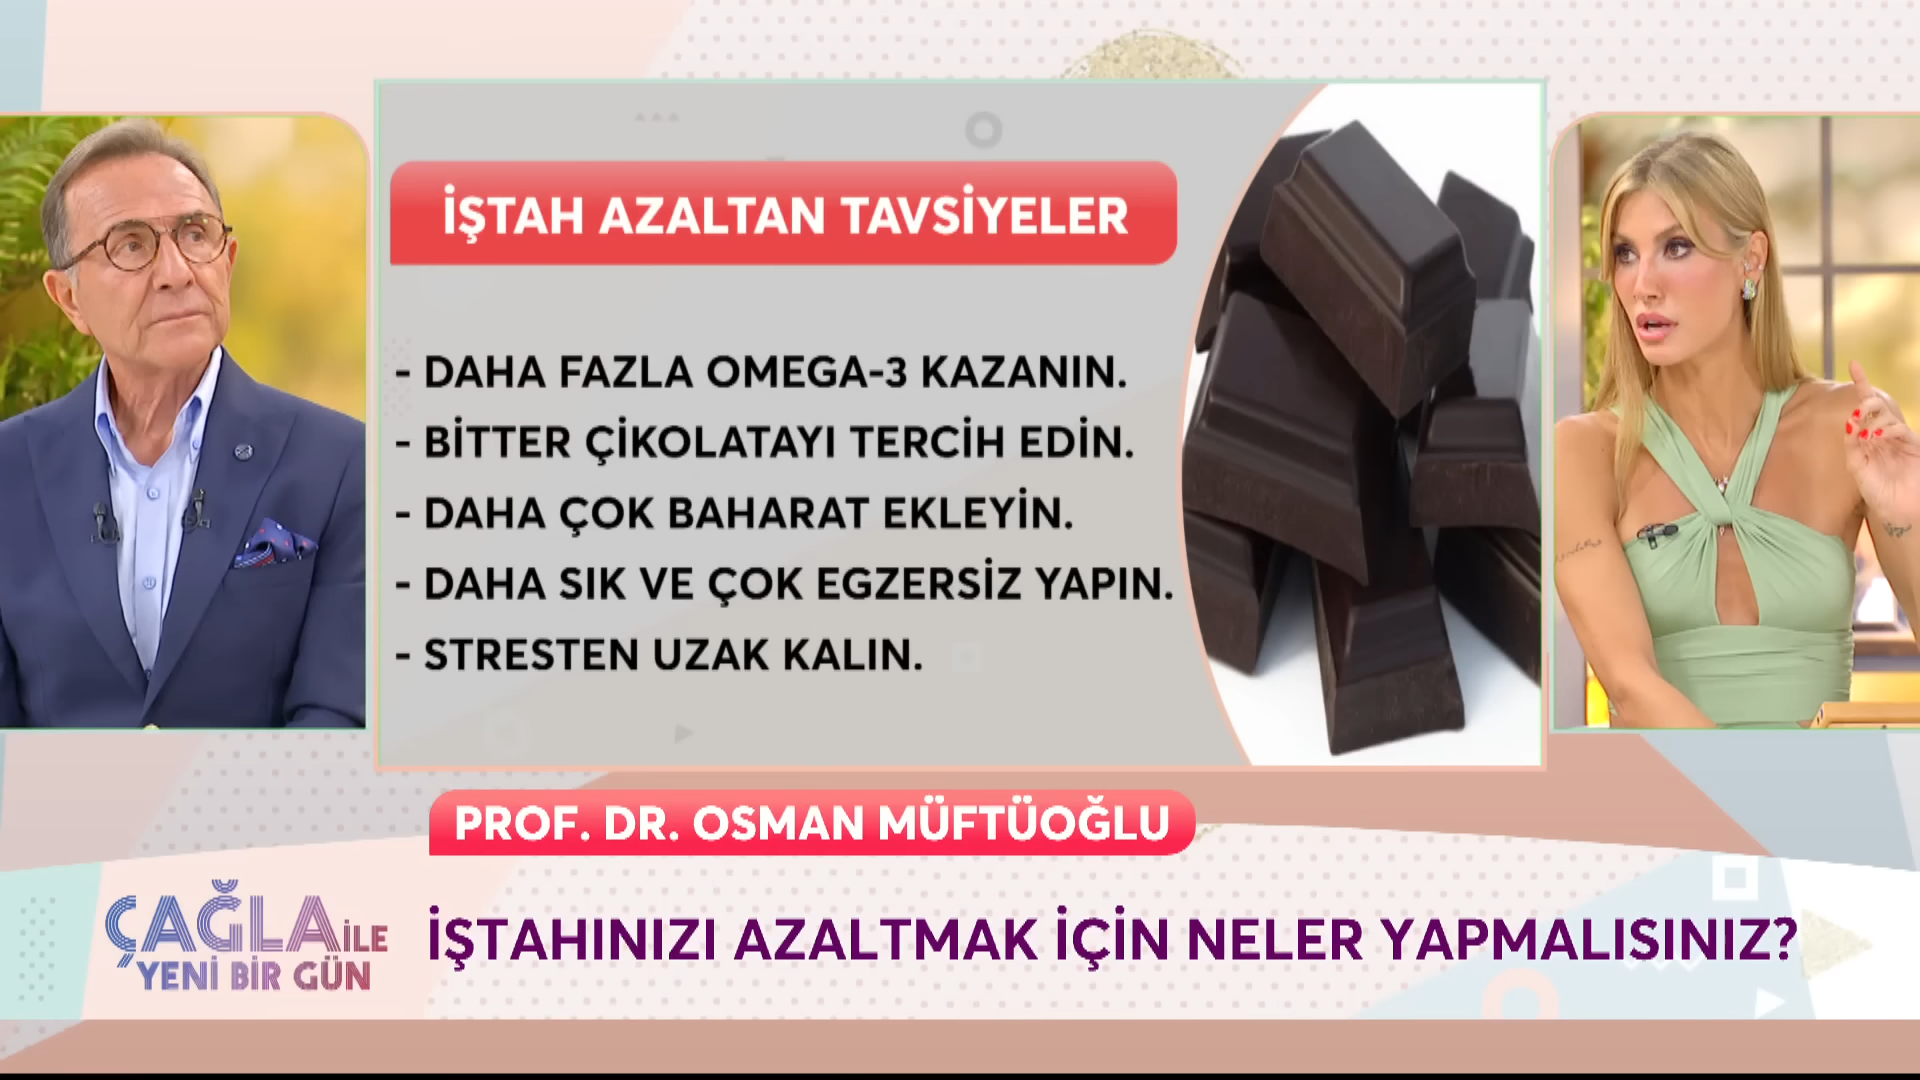 İŞTAH AZALTAN TAVSİYELER
- DAHA FAZLA OMEGA-3 KAZANIN.
- BİTTER ÇİKOLATAYI TERCİH EDİN.
- DAHA ÇOK BAHARAT EKLEYİN.
- DAHA SIK VE ÇOK EGZERSİZ YAPIN.
- STRESTEN UZAK KALIN.
PROF. DR. OSMAN MÜFTÜOĞLU
ÇAĞLA İLE
YENİ BİR GÜN
İŞTAHINIZI AZALTMAK İÇİN NELER YAPMALISINIZ?